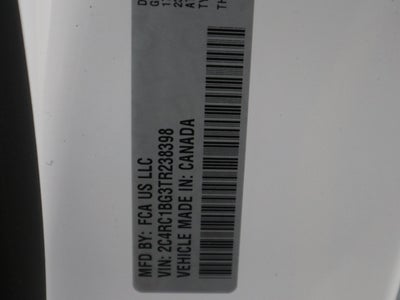 MFD BY: FCA US LLC
VIN: 2C4RC1BG3TR238398
VEHICLE MADE IN: CANADA